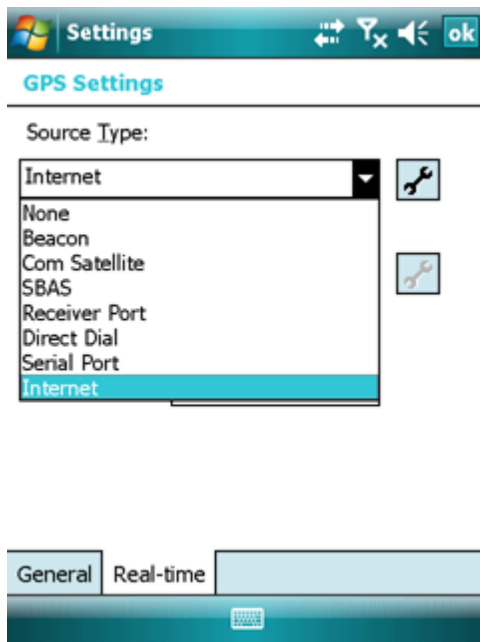 Settings
ok
GPS Settings
Source Type:
Internet
None
Beacon
Com Satellite
SBAS
Receiver Port
Direct Dial
Serial Port
Internet
General
Real-time